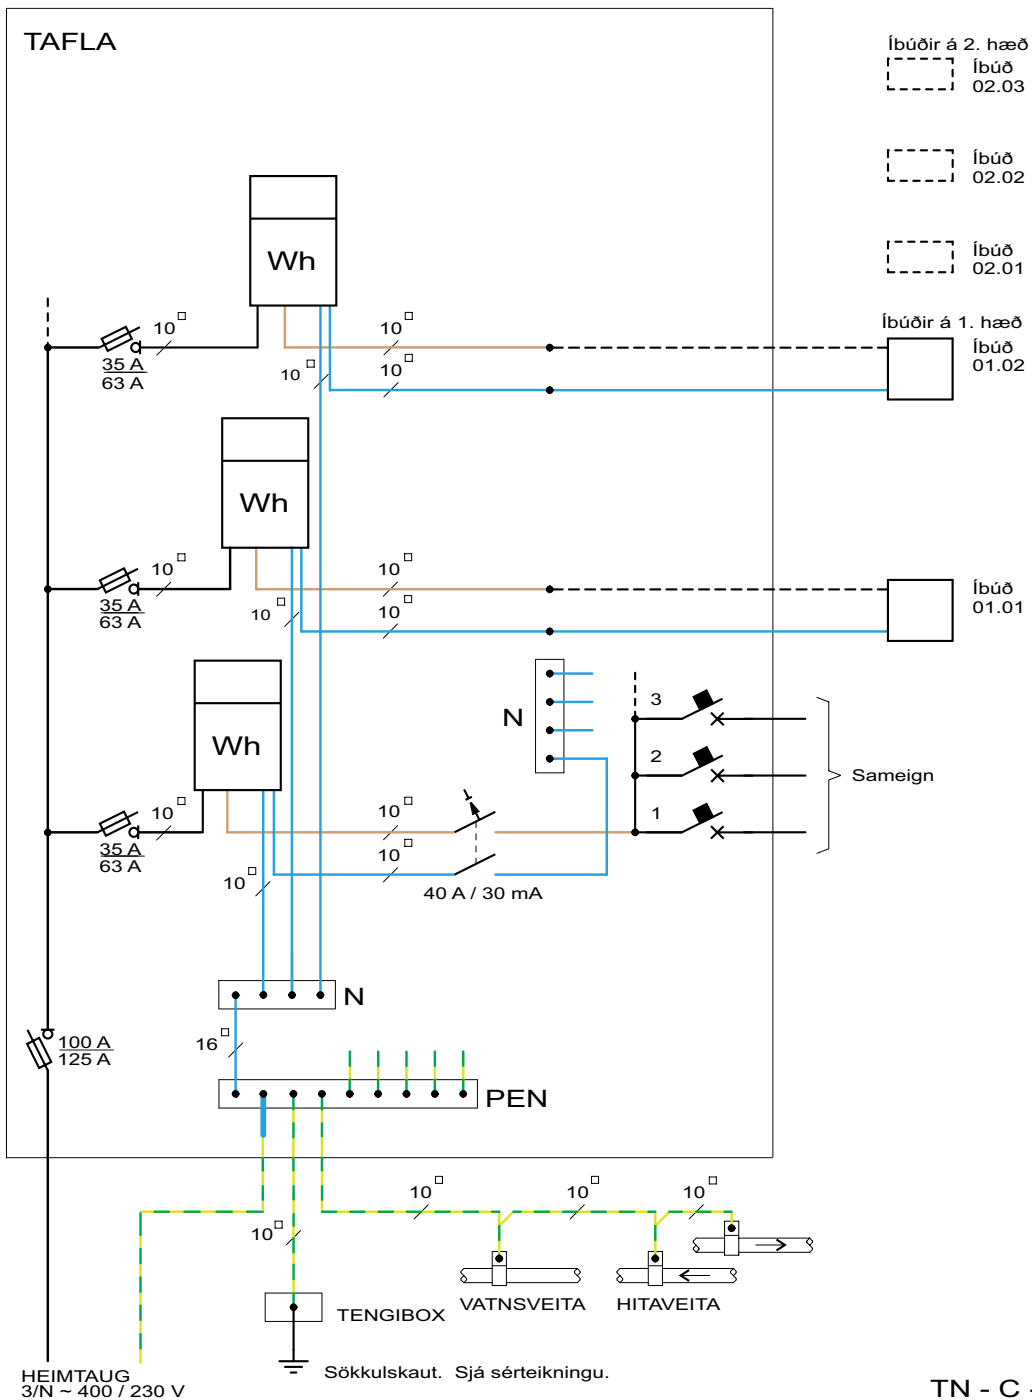 TAFLA
Íbúðir á 2. hæð
Íbúð
02.03
Íbúð
02.02
Íbúð
02.01
Íbúðir á 1. hæð
Íbúð
01.02
Wh
10 □
35 A
63 A
10 □
10 □
10 □
Wh
10 □
35 A
63 A
10 □
10 □
10 □
Íbúð
01.01
Wh
10 □
35 A
63 A
10 □
10 □
10 □
40 A / 30 mA
N
3
2
1
Sameign
N
16 □
100 A
125 A
PEN
10 □
10 □
10 □
10 □
TENGIBOX
VATNSVEITA
HITAVEITA
Sökkulskaut. Sjá sérteikningu.
HEIMTAUG
3/N ~ 400 / 230 V
TN - C -